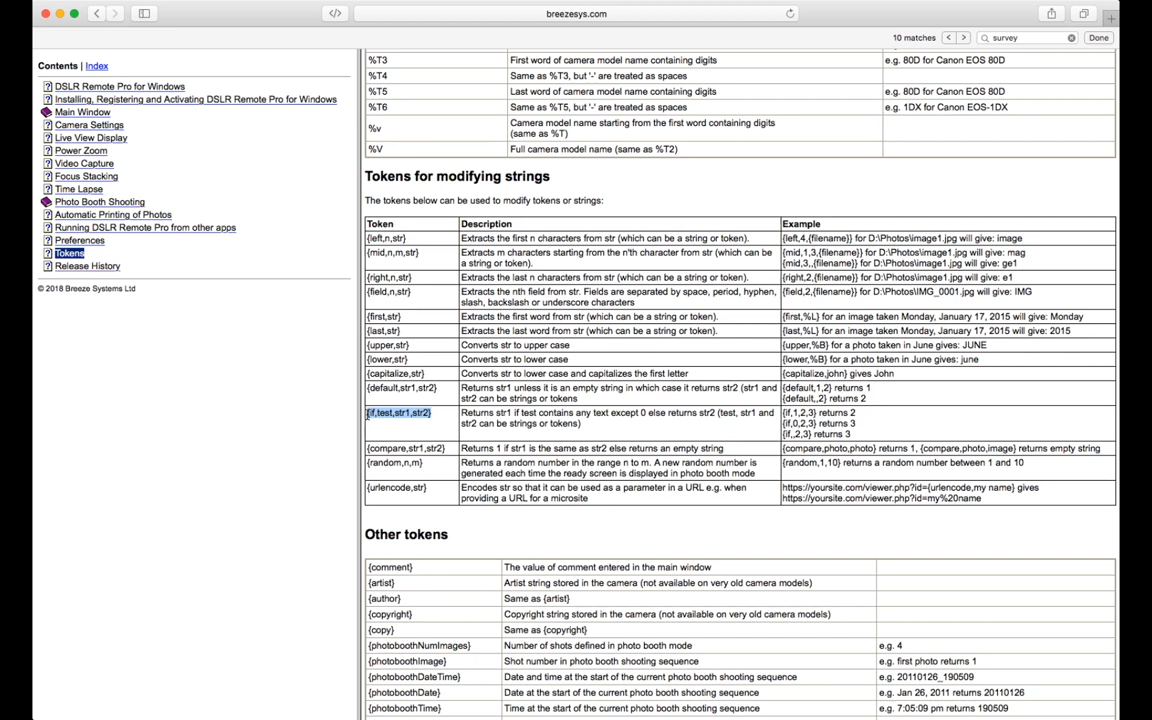 breezesys.com
10 matches
survey
Done
Contents | Index
DSLR Remote Pro for Windows
Installing, Registering and Activating DSLR Remote Pro for Windows
Main Window
Camera Settings
Live View Display
Power Zoom
Video Capture
Focus Stacking
Time Lapse
Photo Booth Shooting
Automatic Printing of Photos
Running DSLR Remote Pro from other apps
Preferences
Tokens
Release History
© 2018 Breeze Systems Ltd
%T3 First word of camera model name containing digits e.g. 80D for Canon EOS 80D
%T4 Same as %T3, but '-' are treated as spaces
%T5 Last word of camera model name containing digits e.g. 80D for Canon EOS 80D
%T6 Same as %T5, but '-' are treated as spaces e.g. 1DX for Canon EOS-1DX
%v Camera model name starting from the first word containing digits
(same as %T)
%V Full camera model name (same as %T2)
Tokens for modifying strings
The tokens below can be used to modify tokens or strings:
Token Description Example
{left,n,str} Extracts the first n characters from str (which can be a string or token). {left,4,{filename}} for D:\Photos\image1.jpg will give: image
{mid,n,m,str} Extracts m characters starting from the n'th character from str (which can be {mid,1,3,{filename}} for D:\Photos\image1.jpg will give: mag
a string or token). {mid,3,,{filename}} for D:\Photos\image1.jpg will give: ge1
{right,n,str} Extracts the last n characters from str (which can be a string or token). {right,2,{filename}} for D:\Photos\image1.jpg will give: e1
{field,n,str} Extracts the nth field from str. Fields are separated by space, period, hyphen, {field,2,{filename}} for D:\Photos\IMG_0001.jpg will give: IMG
slash, backslash or underscore characters
{first,str} Extracts the first word from str (which can be a string or token). {first,%L} for an image taken Monday, January 17, 2015 will give: Monday
{last,str} Extracts the last word from str (which can be a string or token). {last,%L} for an image taken Monday, January 17, 2015 will give: 2015
{upper,str} Converts str to upper case {upper,%B} for a photo taken in June gives: JUNE
{lower,str} Converts str to lower case {lower,%B} for a photo taken in June gives: june
{capitalize,str} Converts str to lower case and capitalizes the first letter {capitalize,john} gives John
{default,str1,str2} Returns str1 unless it is an empty string in which case it returns str2 (str1 and {default,1,2} returns 1
str2 can be strings or tokens {default,,2} returns 2
{if,test,str1,str2} Returns str1 if test contains any text except 0 else returns str2 (test, str1 and {if,1,2,3} returns 2
str2 can be strings or tokens) {if,0,2,3} returns 3
{if,,2,3} returns 3
{compare,str1,str2} Returns 1 if str1 is the same as str2 else returns an empty string {compare,photo,photo} returns 1, {compare,photo,image} returns empty string
{random,n,m} Returns a random number in the range n to m. A new random number is {random,1,10} returns a random number between 1 and 10
generated each time the ready screen is displayed in photo booth mode
{urlencode,str} Encodes str so that it can be used as a parameter in a URL e.g. when https://yoursite.com/viewer.php?id={urlencode,my name} gives
providing a URL for a microsite https://yoursite.com/viewer.php?id=my%20name
Other tokens
{comment} The value of comment entered in the main window
{artist} Artist string stored in the camera (not available on very old camera models)
{author} Same as {artist}
{copyright} Copyright string stored in the camera (not available on very old camera models)
{copy} Same as {copyright}
{photoboothNumImages} Number of shots defined in photo booth mode e.g. 4
{photoboothImage} Shot number in photo booth shooting sequence e.g. first photo returns 1
{photoboothDateTime} Date and time at the start of the current photo booth shooting sequence e.g. 20110126_190509
{photoboothDate} Date at the start of the current photo booth shooting sequence e.g. Jan 26, 2011 returns 20110126
{photoboothTime} Time at the start of the current photo booth shooting sequence e.g. 7:05:09 pm returns 190509